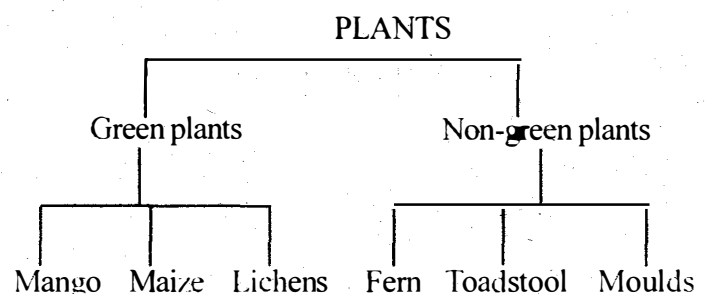 PLANTS
Green plants Non-green plants
Mango Maize Lichens Fern Toadstool Moulds